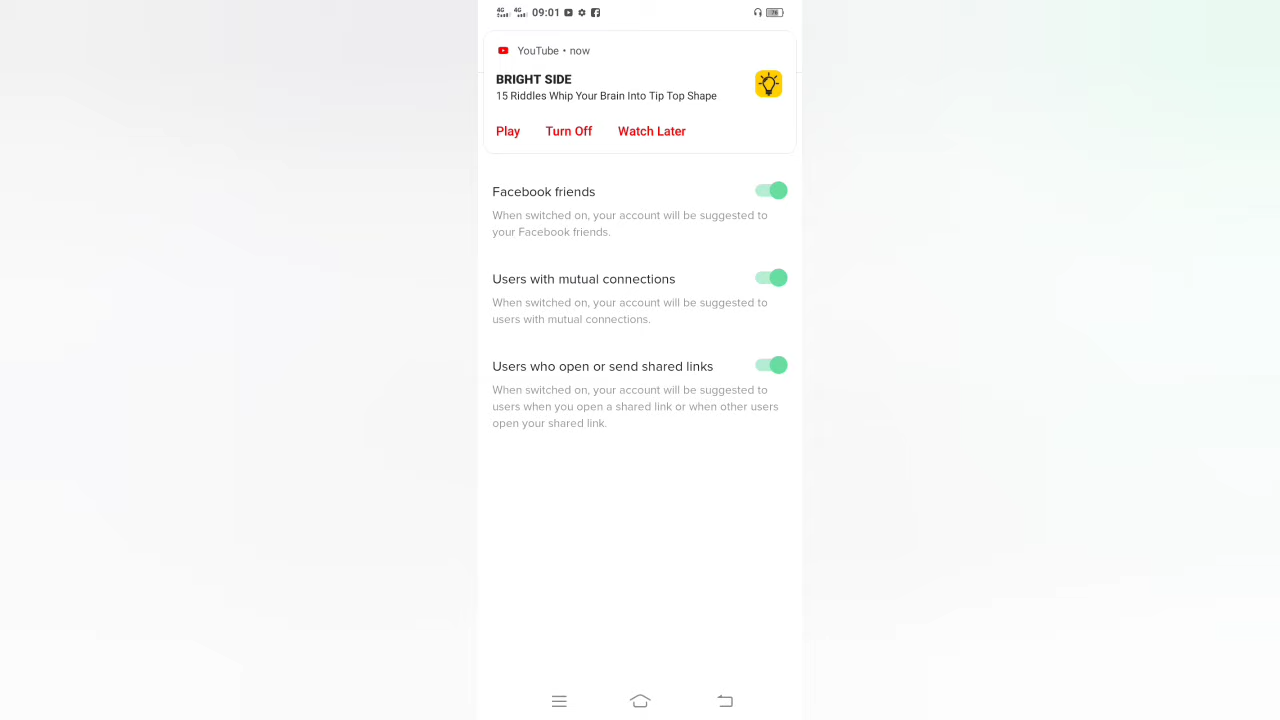 4G 4G 09:01 76
YouTube • now
BRIGHT SIDE
15 Riddles Whip Your Brain Into Tip Top Shape
Play Turn Off Watch Later
Facebook friends
When switched on, your account will be suggested to
your Facebook friends.
Users with mutual connections
When switched on, your account will be suggested to
users with mutual connections.
Users who open or send shared links
When switched on, your account will be suggested to
users when you open a shared link or when other users
open your shared link.